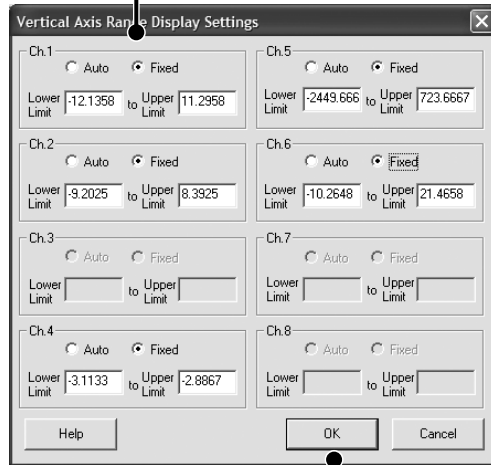 Vertical Axis Range Display Settings
Ch.1
Auto Fixed
Lower Limit -12.1358 to Upper Limit 11.2958
Ch.5
Auto Fixed
Lower Limit -2449.666 to Upper Limit 723.6667
Ch.2
Auto Fixed
Lower Limit -9.2025 to Upper Limit 8.3925
Ch.6
Auto Fixed
Lower Limit -10.2648 to Upper Limit 21.4658
Ch.3
Auto Fixed
Lower Limit to Upper Limit
Ch.7
Auto Fixed
Lower Limit to Upper Limit
Ch.4
Auto Fixed
Lower Limit -3.1133 to Upper Limit -2.8867
Ch.8
Auto Fixed
Lower Limit to Upper Limit
Help OK Cancel